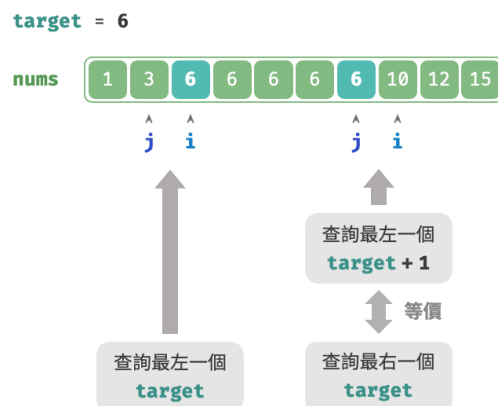 target = 6
nums 1 3 6 6 6 6 6 10 12 15
j i j i
查詢最左一個
target + 1
等價
查詢最左一個
target
查詢最右一個
target